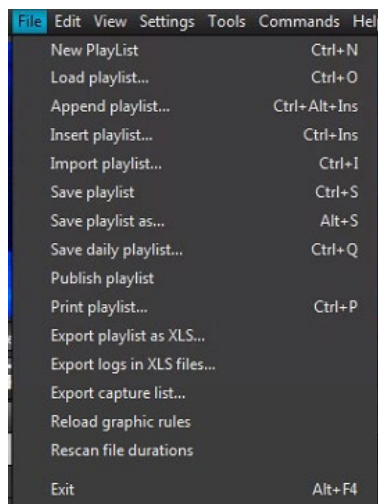 File Edit View Settings Tools Commands Hel
New PlayList Ctrl+N
Load playlist... Ctrl+O
Append playlist... Ctrl+Alt+Ins
Insert playlist... Ctrl+Ins
Import playlist... Ctrl+I
Save playlist Ctrl+S
Save playlist as... Alt+S
Save daily playlist... Ctrl+Q
Publish playlist
Print playlist... Ctrl+P
Export playlist as XLS...
Export logs in XLS files...
Export capture list...
Reload graphic rules
Rescan file durations
Exit Alt+F4